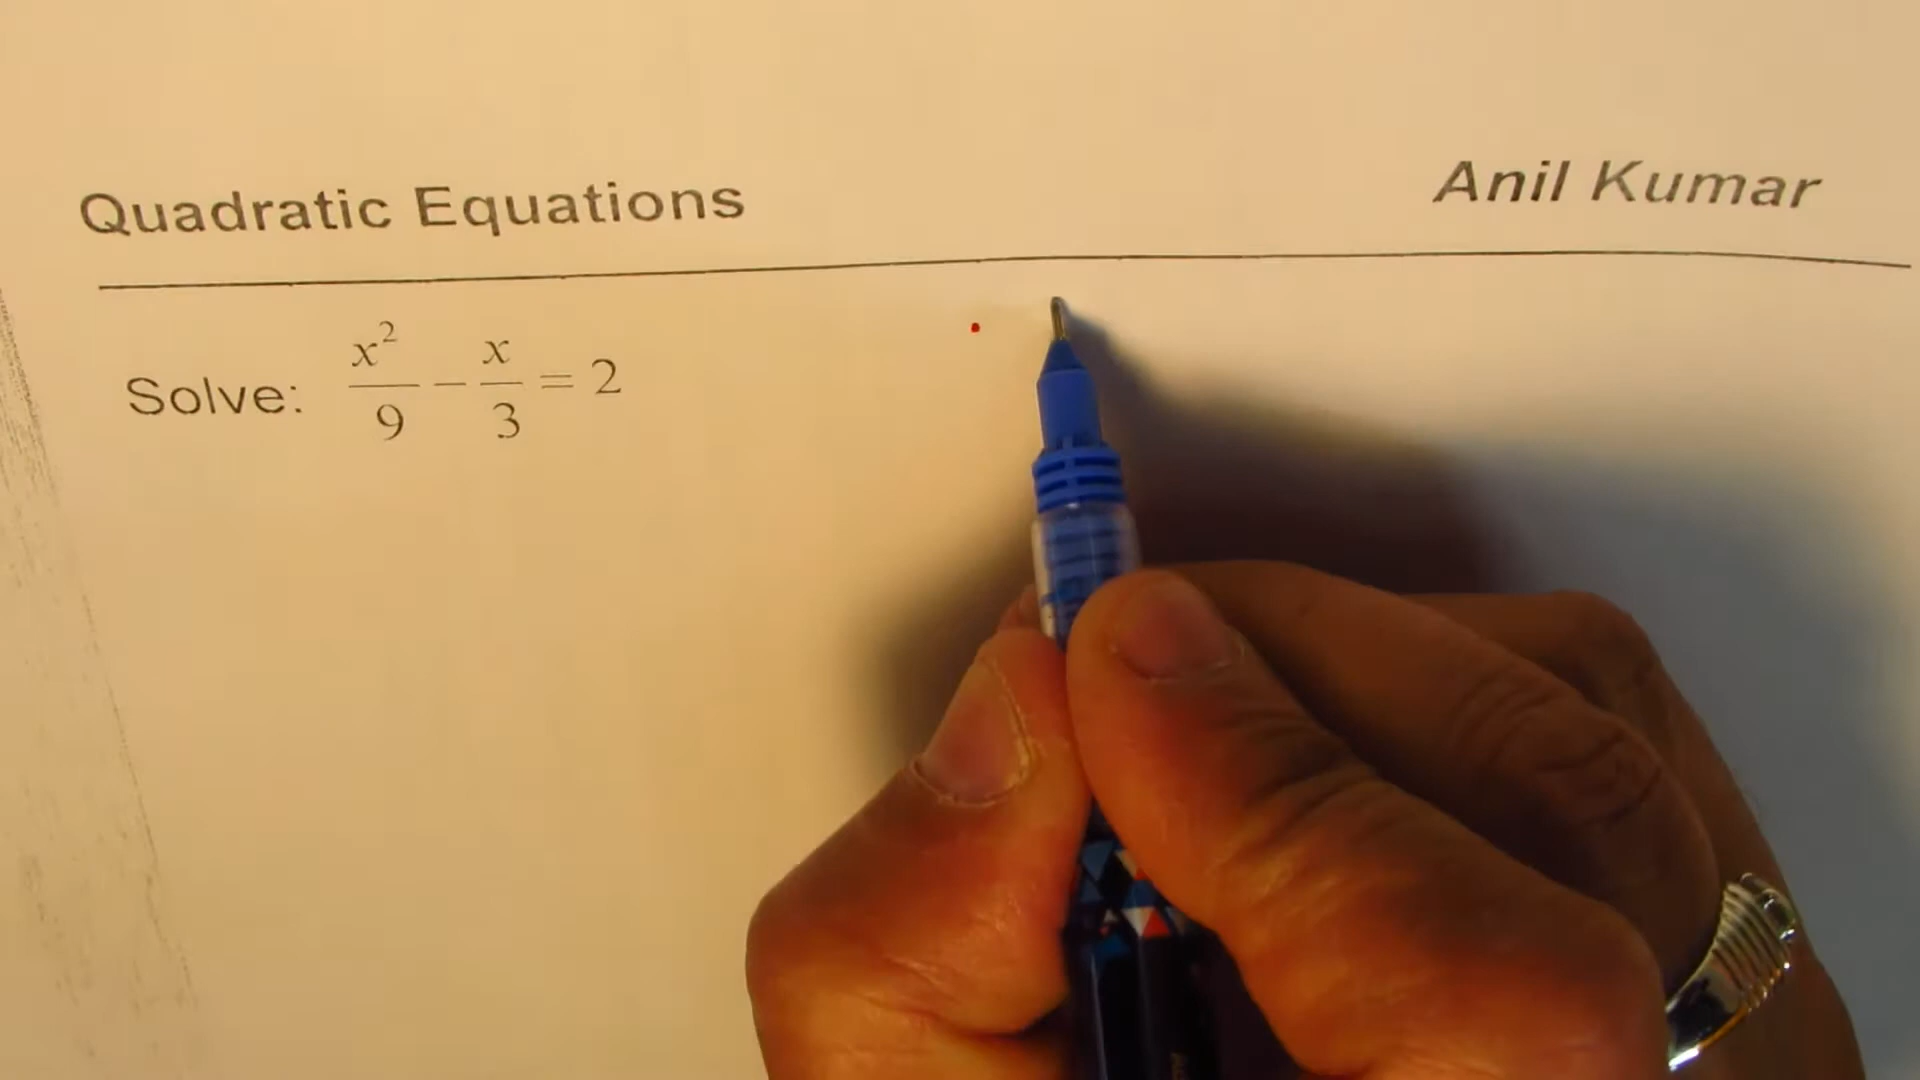 Quadratic Equations
Anil Kumar
Solve: x²/9 − x/3 = 2